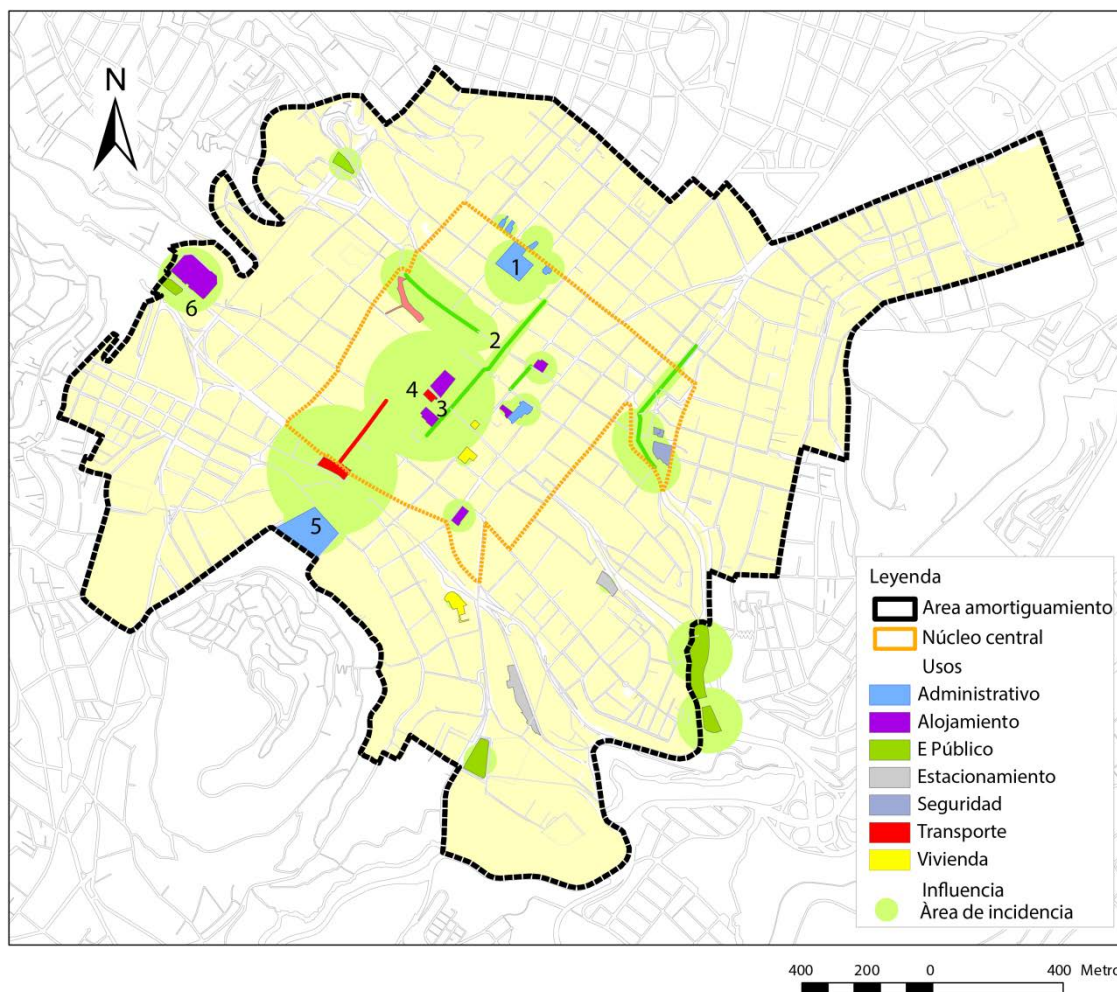 N
1
2
3
4
5
6
Leyenda
Area amortiguamiento
Núcleo central
Usos
Administrativo
Alojamiento
E Público
Estacionamiento
Seguridad
Transporte
Vivienda
Influencia
Àrea de incidencia
400 200 0 400 Metro